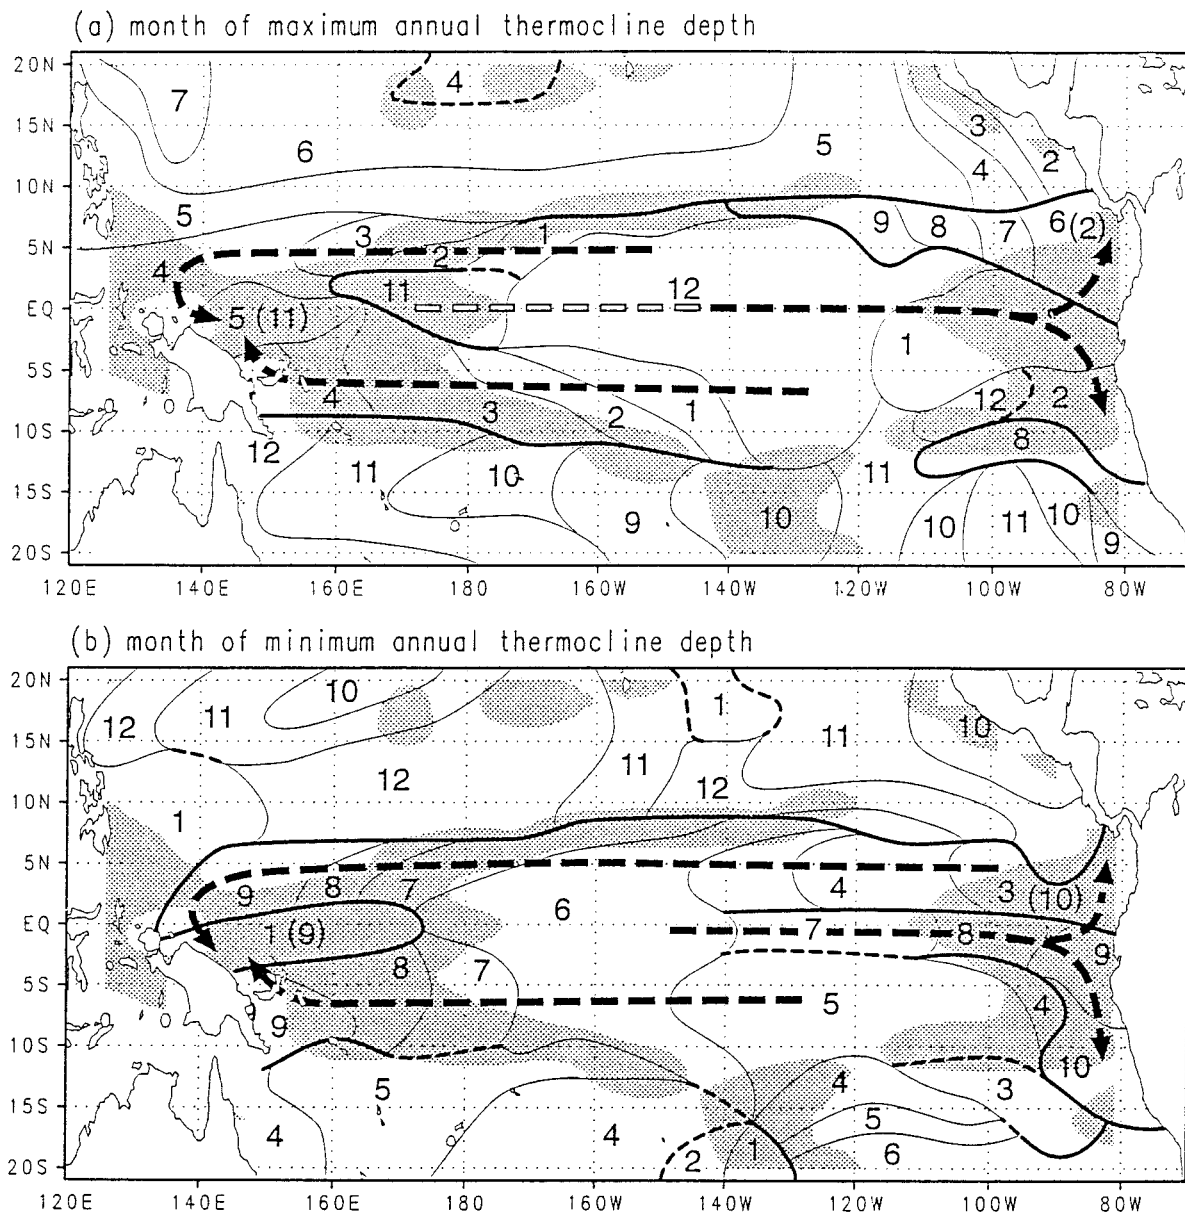 (a) month of maximum annual thermocline depth
20N
4
7
15N
3
6
5
2
4
10N
5
9 8 7 6(2)
3 1
5N
2
4
11 12
EQ
5 (11)
1
5S
4 3 2 1 12 2
10S
8
12
11 10 11
15S
9 10 10 11 10 9
20S
120E 140E 160E 180 160W 140W 120W 100W 80W
(b) month of minimum annual thermocline depth
20N
10 1
12 11 10
15N
11
11
12 12
10N
1
5N
9 8 7 4 3 (10)
6
EQ
1 (9) 7 8
9
8 7
5S
5 4
9
10S
10
5 4 3
15S
5
4 4 1 6
2
20S
120E 140E 160E 180 160W 140W 120W 100W 80W